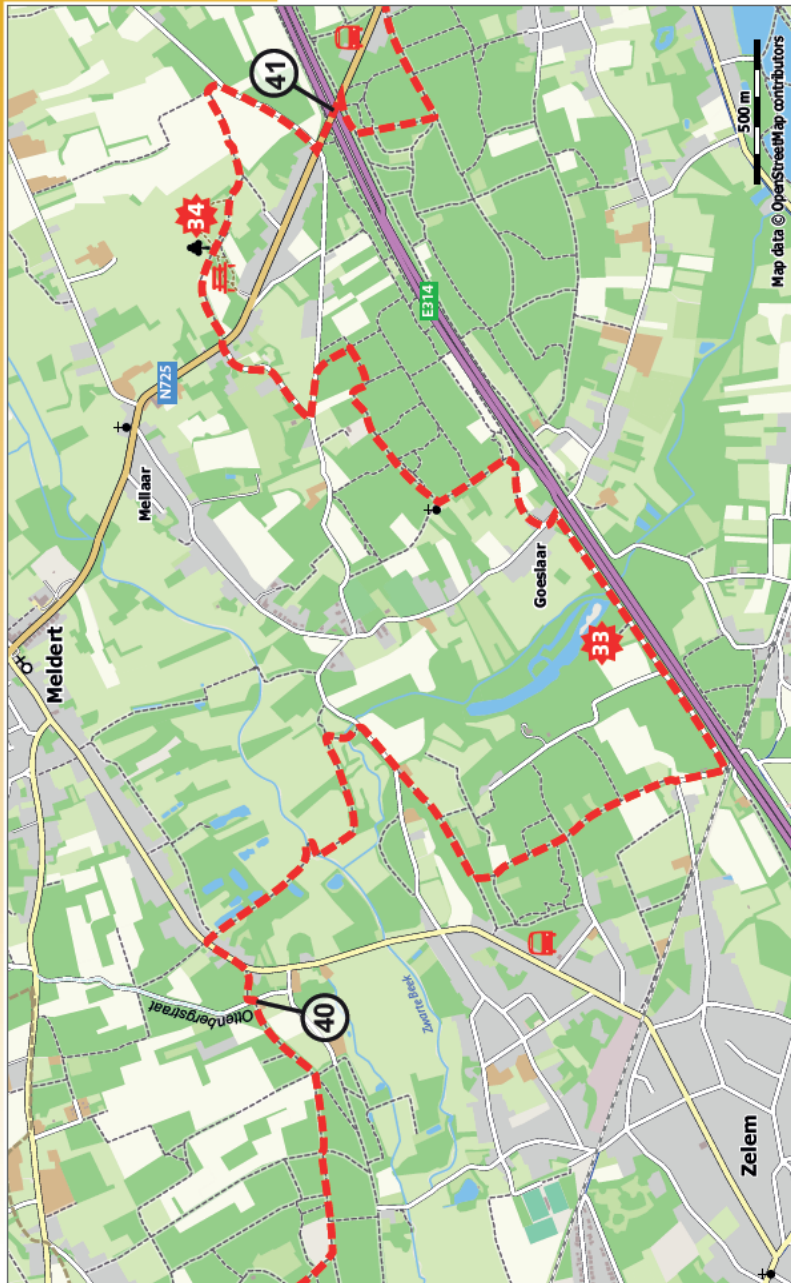 Meldert
Mellaar
N725
34
41
E314
Goeslaar
33
40
Ottenbergstraat
Zwarte Beek
Zelem
500 m
Map data © OpenStreetMap contributors